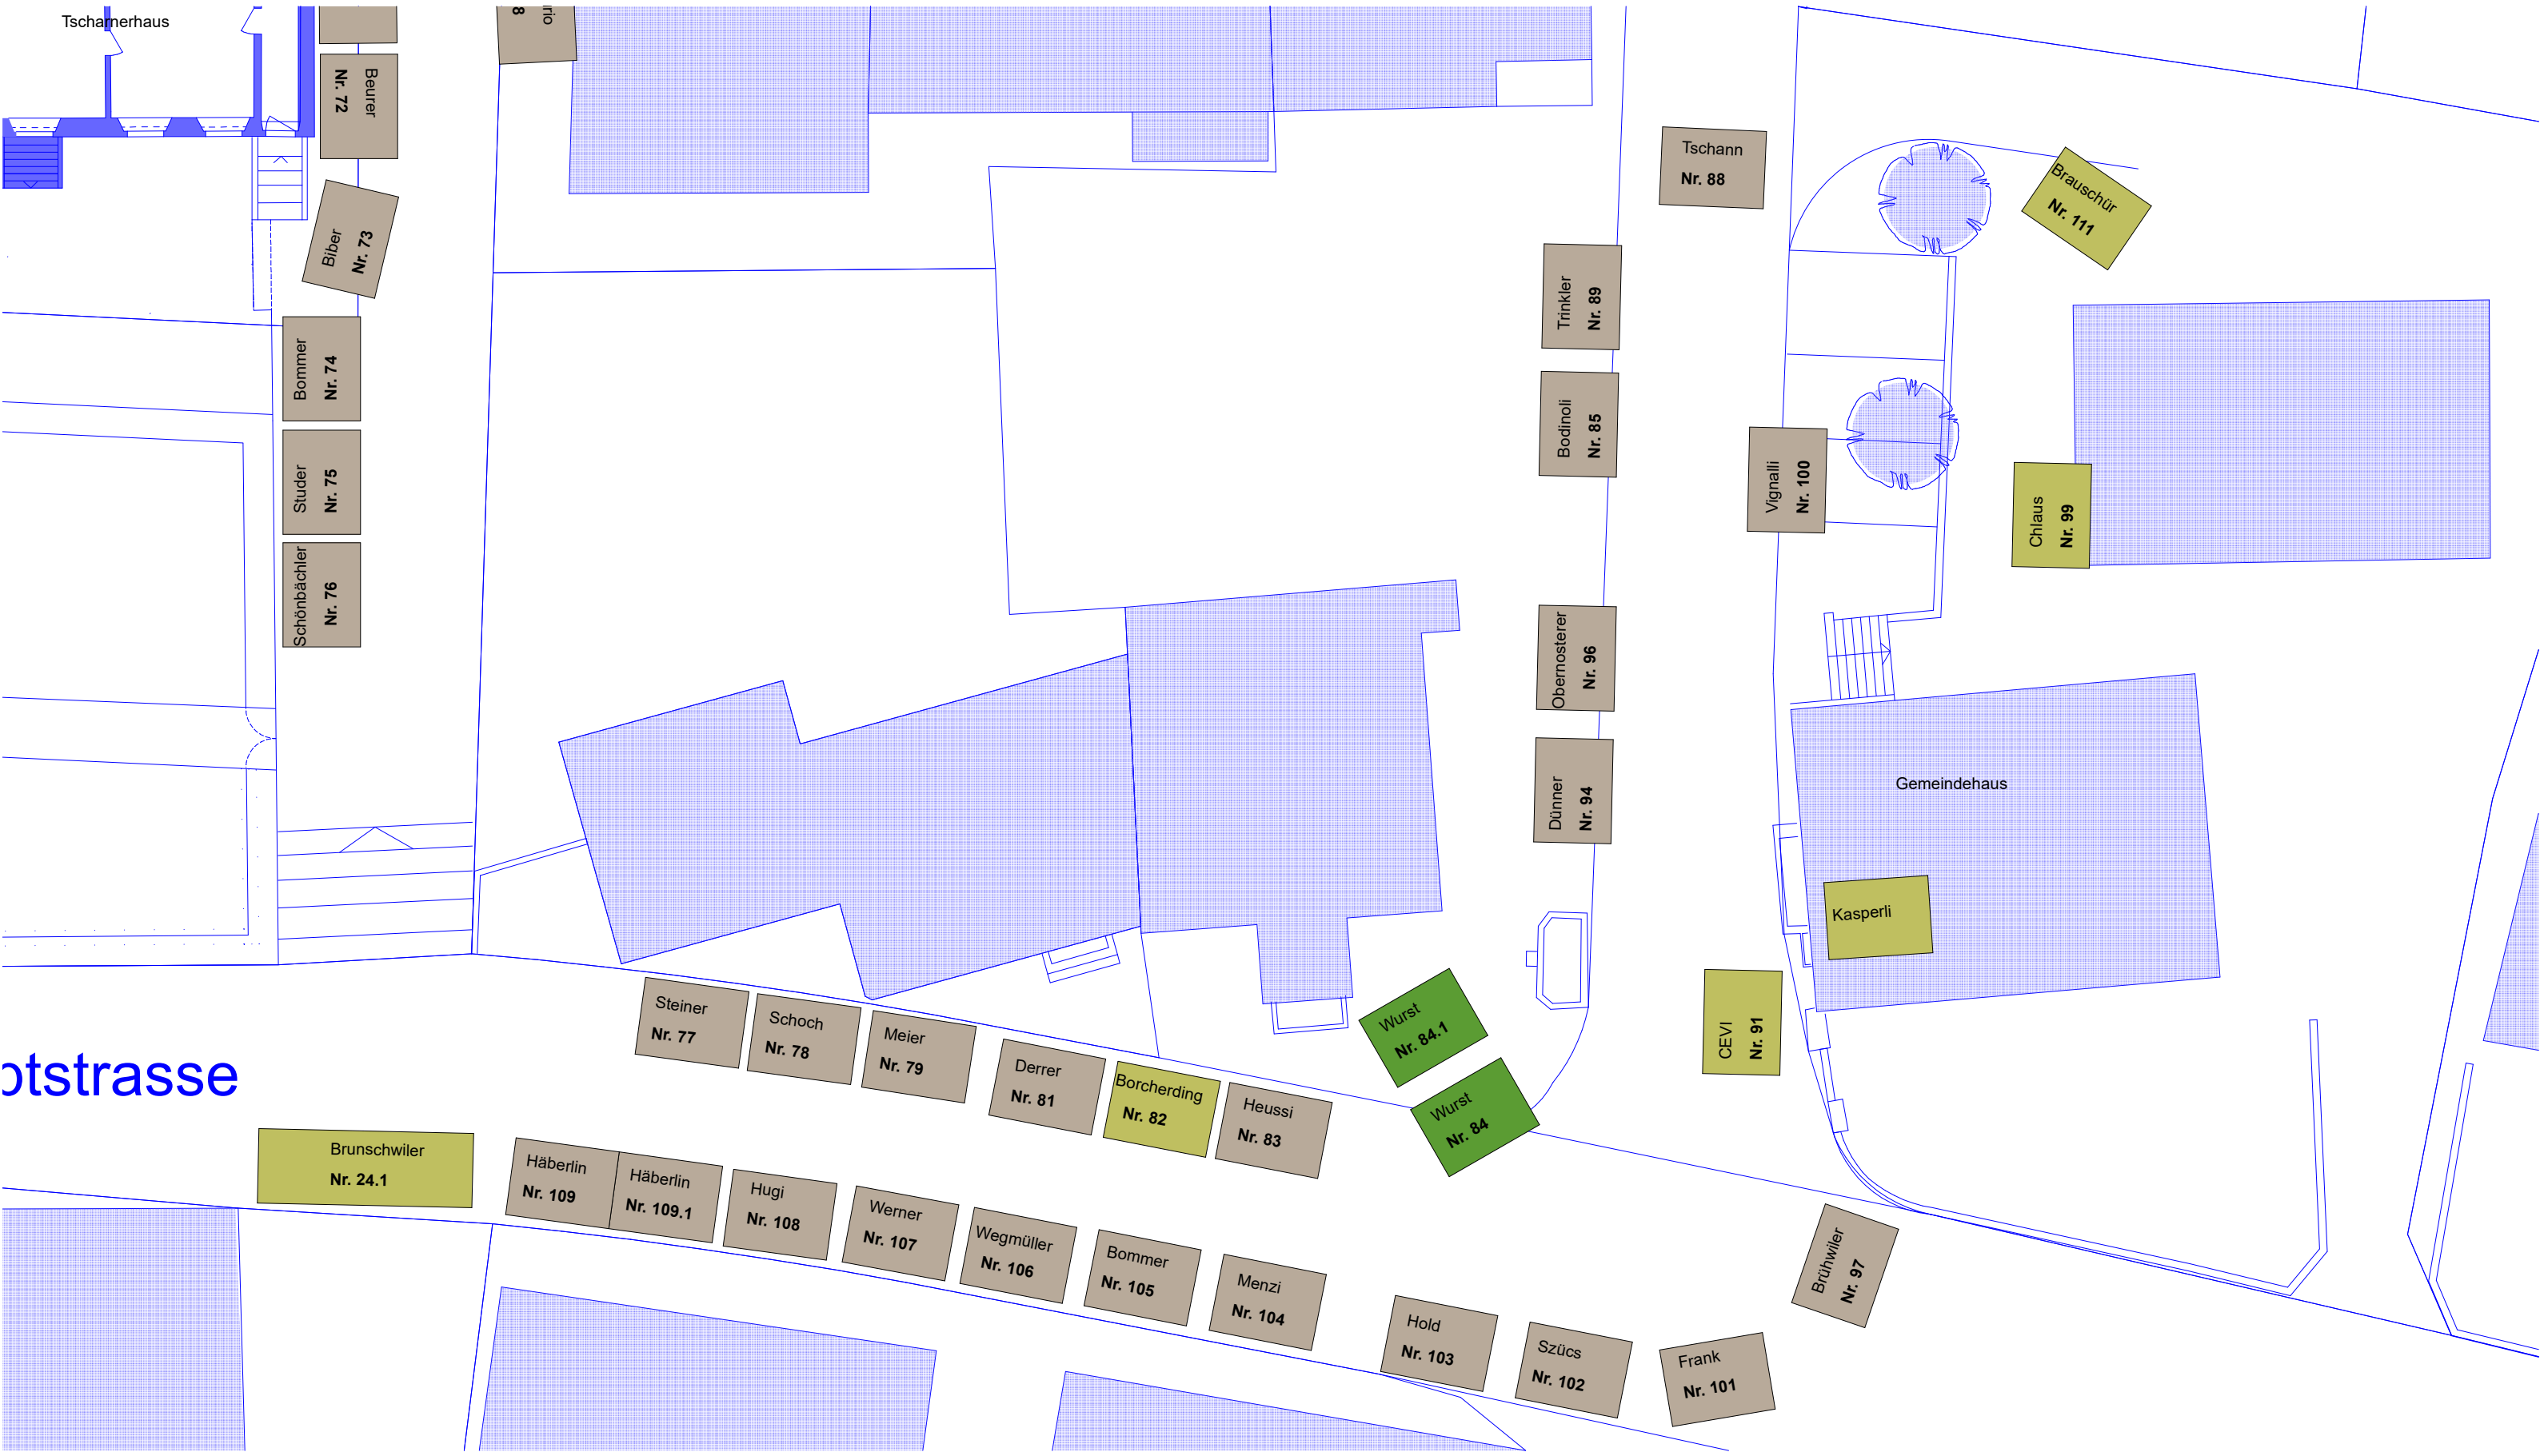 Tscharnerhaus
Beurer
Nr. 72
8
Tschann
Nr. 88
Brauschür
Nr. 111
Biber
Nr. 73
Trinkler
Nr. 89
Bommer
Nr. 74
Bodinoli
Nr. 85
Vignalli
Nr. 100
Studer
Nr. 75
Chlaus
Nr. 99
Schönbächler
Nr. 76
Obernosterer
Nr. 96
Dünner
Nr. 94
Gemeindehaus
Kasperli
Steiner
Nr. 77
Schoch
Nr. 78
Meier
Nr. 79
Derrer
Nr. 81
Borcherding
Nr. 82
Heussi
Nr. 83
Wurst
Nr. 84.1
Wurst
Nr. 84
CEVI
Nr. 91
ptstrasse
Brunschwiler
Nr. 24.1
Häberlin
Nr. 109
Häberlin
Nr. 109.1
Hugi
Nr. 108
Werner
Nr. 107
Wegmüller
Nr. 106
Bommer
Nr. 105
Menzi
Nr. 104
Hold
Nr. 103
Szücs
Nr. 102
Frank
Nr. 101
Brühwiler
Nr. 97